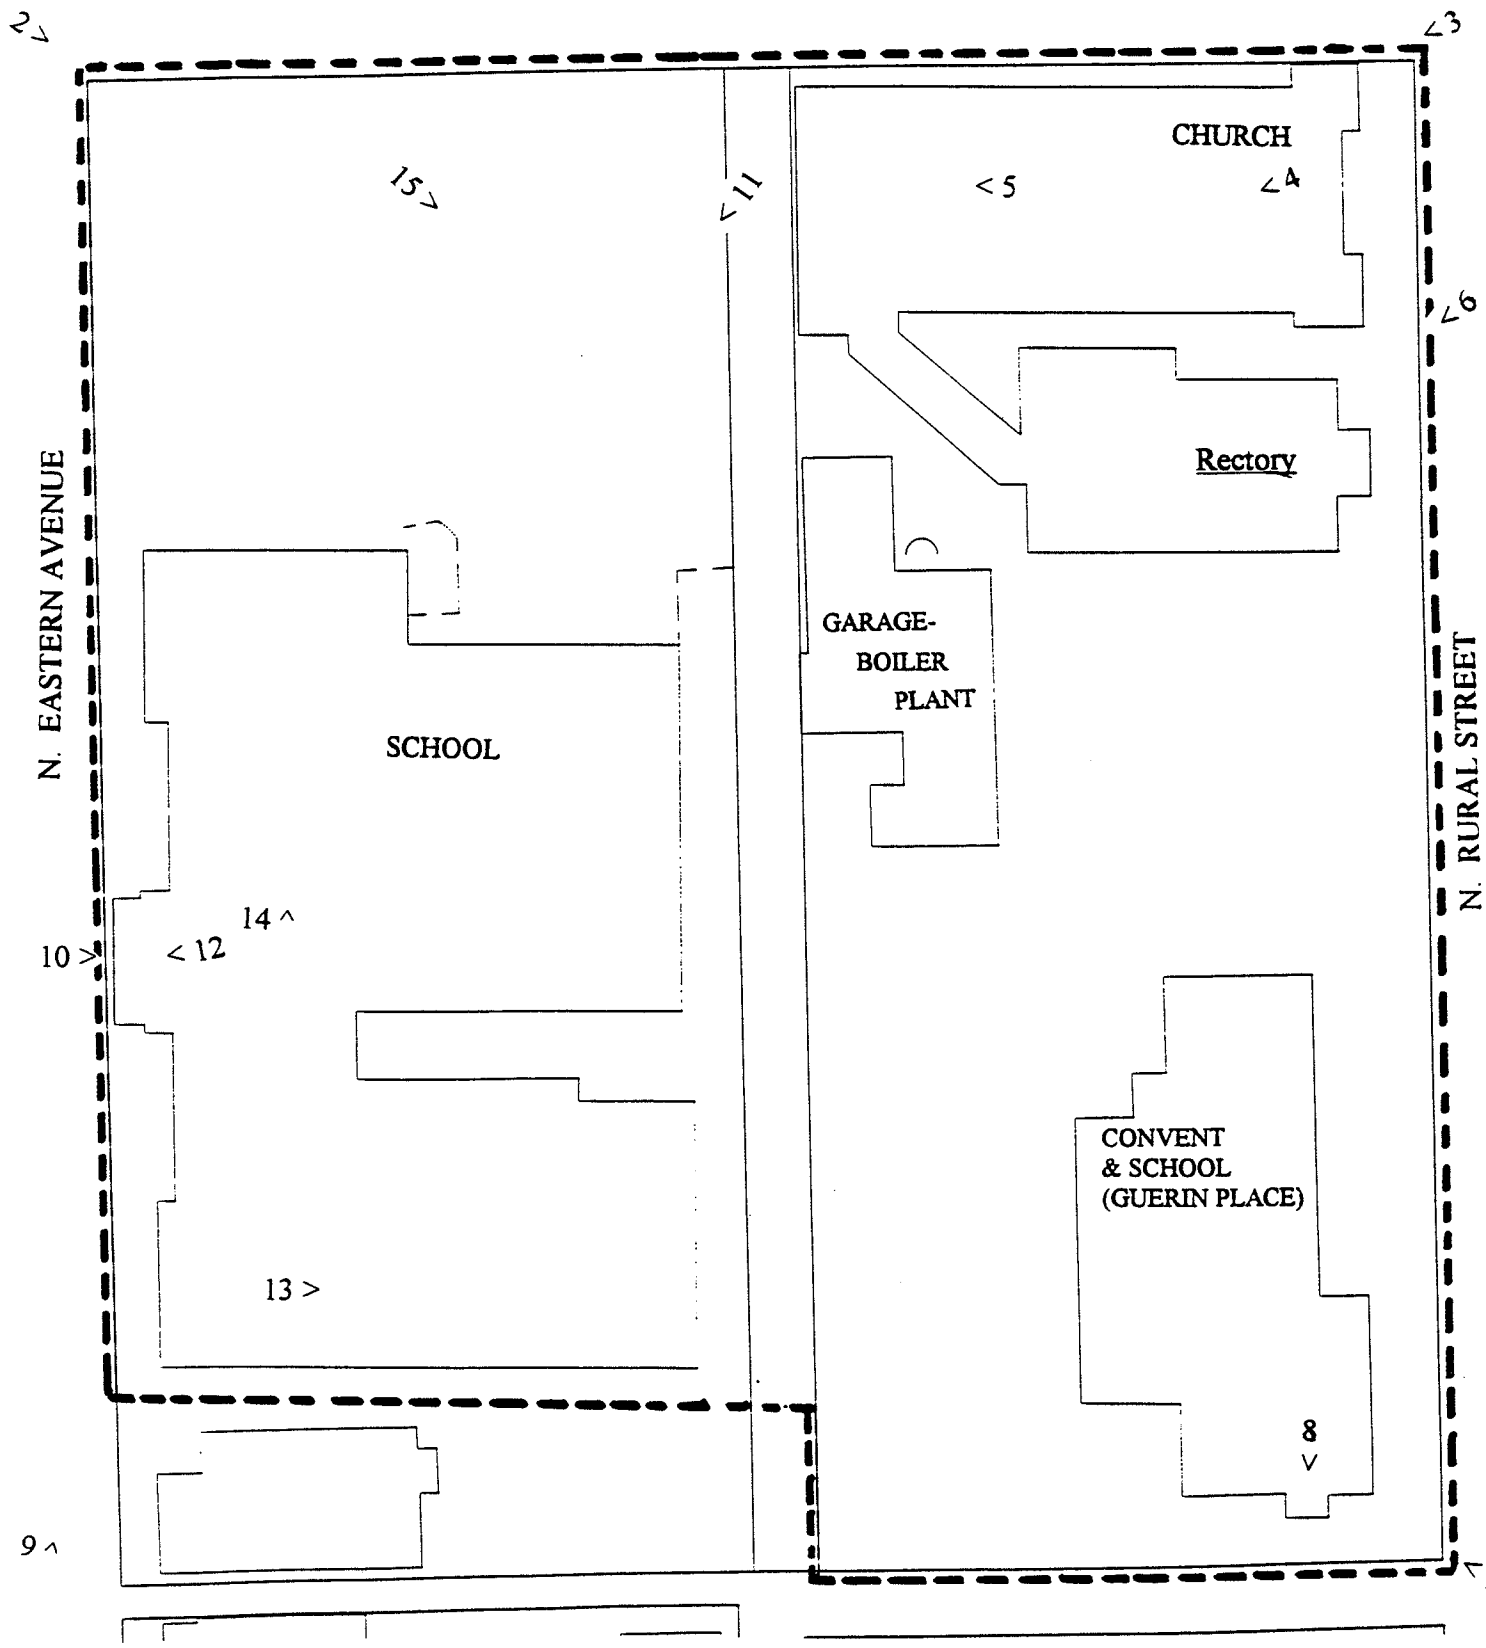 2 >
< 3
CHURCH
15 >
< 11
< 5
< 4
< 6
Rectory
N. EASTERN AVENUE
GARAGE-
BOILER
PLANT
SCHOOL
N. RURAL STREET
14 ^
10 >
< 12
CONVENT
& SCHOOL
(GUERIN PLACE)
13 >
8
v
9 ^